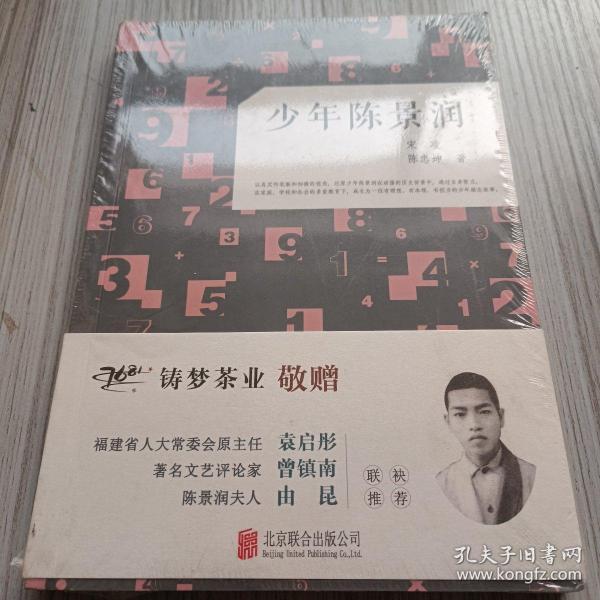 少年陈景润
宋
陈忠坤 著
铸梦茶业 敬赠
福建省人大常委会原主任 袁启彤
著名文艺评论家 曾镇南
陈景润夫人 由昆
联袂
推荐
北京联合出版公司
Beijing United Publishing Co.,Ltd.
孔夫子旧书网
www.kongfz.com